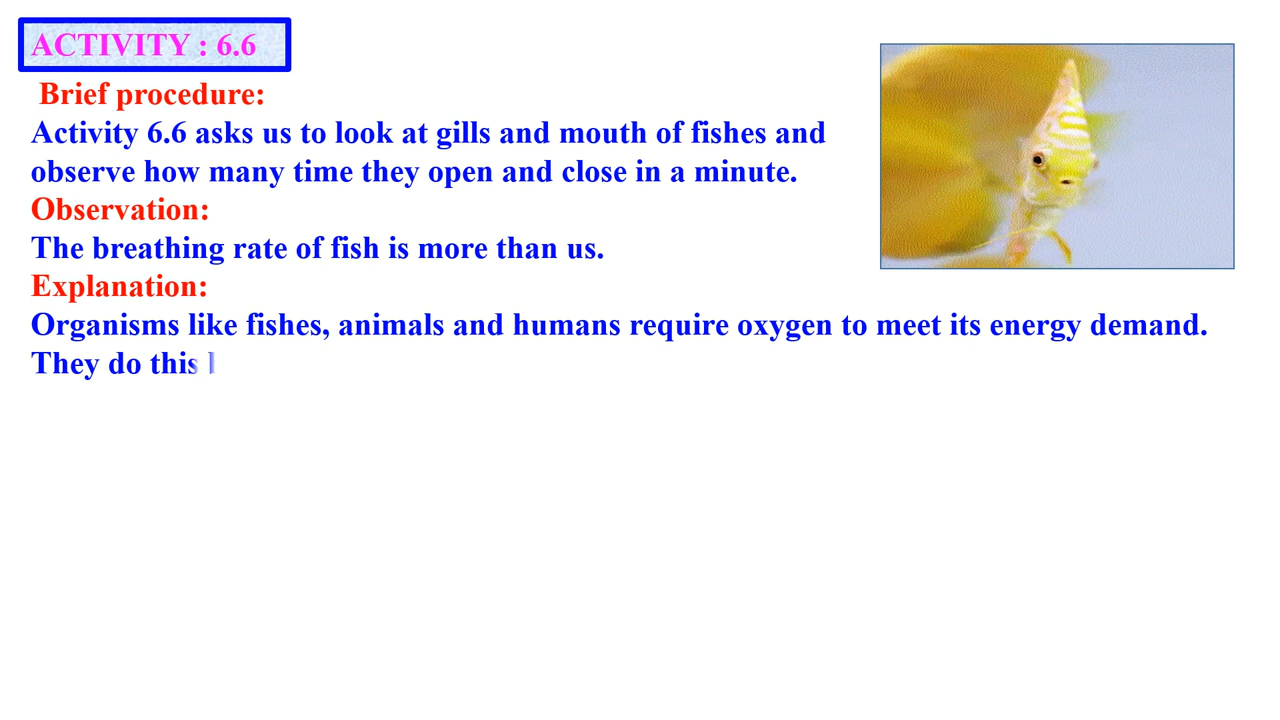 ACTIVITY : 6.6
Brief procedure:
Activity 6.6 asks us to look at gills and mouth of fishes and
observe how many time they open and close in a minute.
Observation:
The breathing rate of fish is more than us.
Explanation:
Organisms like fishes, animals and humans require oxygen to meet its energy demand.
They do this